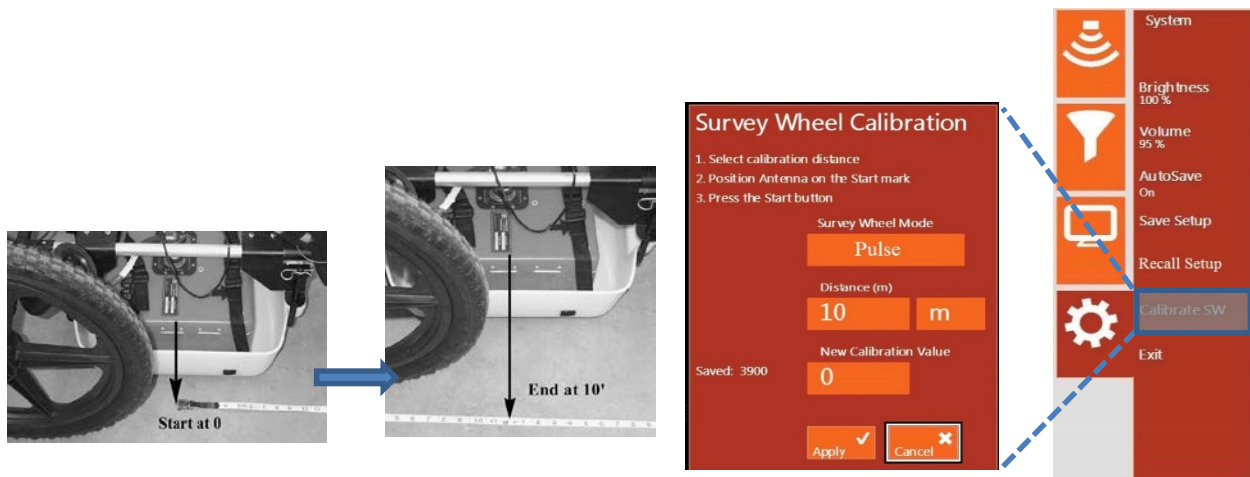 Start at 0
End at 10'
Survey Wheel Calibration
1. Select calibration distance
2. Position Antenna on the Start mark
3. Press the Start button
Survey Wheel Mode
Pulse
Distance (m)
10 m
New Calibration Value
Saved: 3900
0
Apply
Cancel
System
Brightness
100 %
Volume
95 %
AutoSave
On
Save Setup
Recall Setup
Calibrate SW
Exit